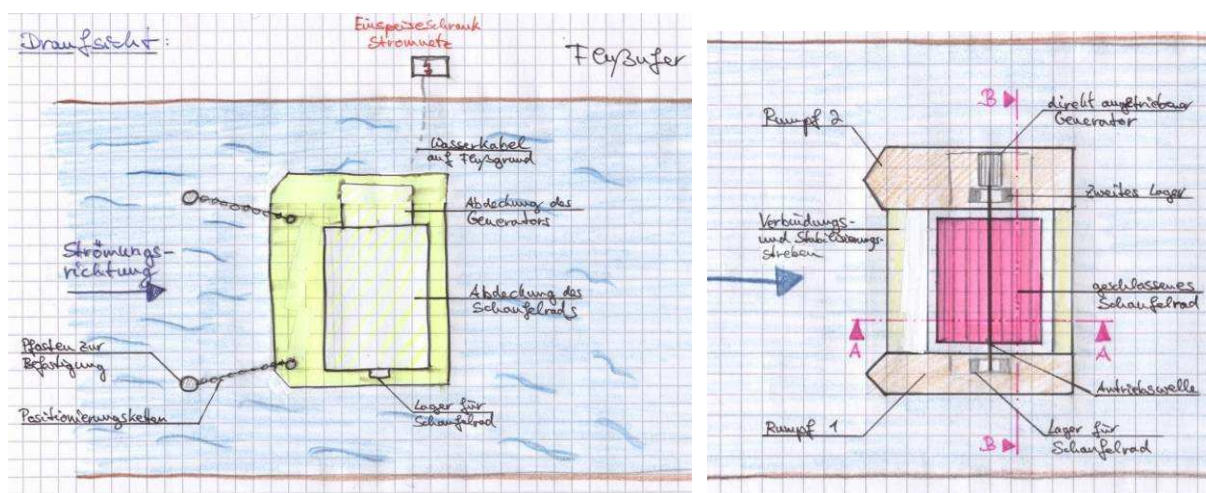 Draufsicht:
Einspeiseschrank
Stromnetz
Flußufer
Wasserkabel
auf Flußgrund
Abdeckung des
Generators
Strömungs-
richtung
Abdeckung des
Schaufelrads
Pfosten zur
Befestigung
Positionierungsketten
Lager für
Schaufelrad
B
direkt angetriebener
Generator
Rumpf 2
zweites Lager
Verbindungs-
und Stabilisierungs-
streben
geschlossenes
Schaufelrad
A
A
Antriebswelle
Rumpf 1
B
Lager für
Schaufelrad